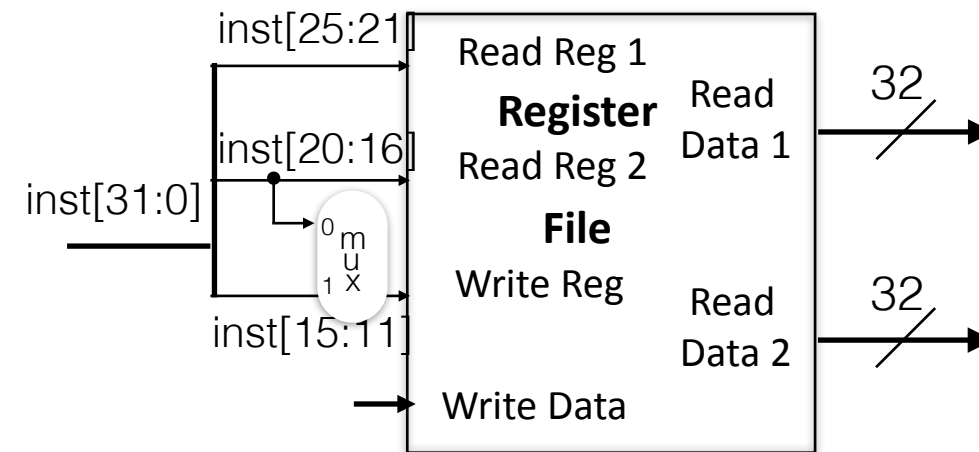 inst[25:21]
Read Reg 1
Register
Read
Data 1
32
inst[20:16]
Read Reg 2
inst[31:0]
0
mux
1
File
Write Reg
Read
Data 2
32
inst[15:11]
Write Data